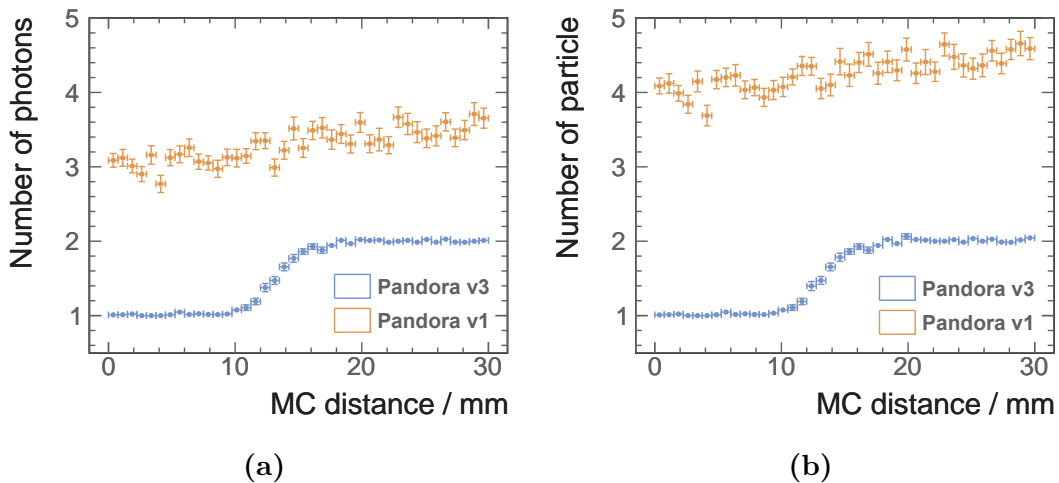 Number of photons
5
4
3
2
1
Pandora v3
Pandora v1
0 10 20 30
MC distance / mm
(a)
Number of particle
5
4
3
2
1
Pandora v3
Pandora v1
0 10 20 30
MC distance / mm
(b)